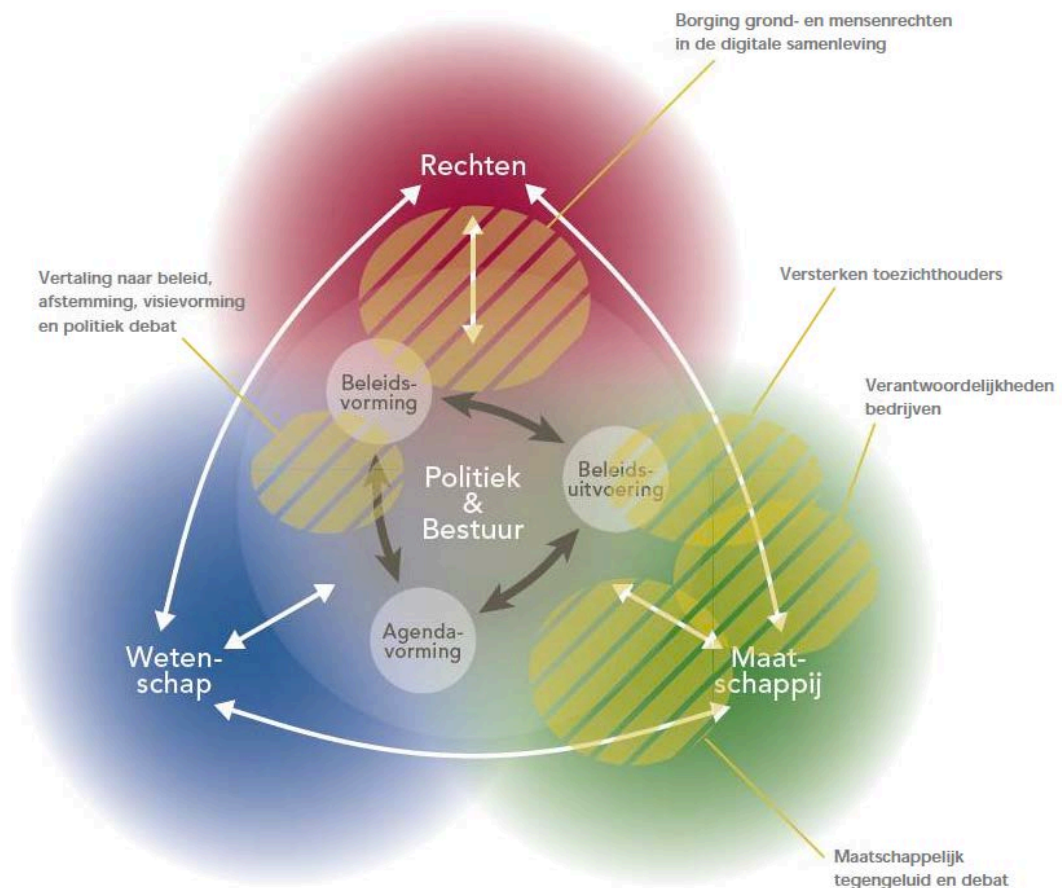 Borging grond- en mensenrechten
in de digitale samenleving
Rechten
Vertaling naar beleid,
afstemming, visievorming
en politiek debat
Versterken toezichthouders
Verantwoordelijkheden
bedrijven
Beleids-
vorming
Politiek
&
Bestuur
Beleids-
uitvoering
Agenda-
vorming
Weten-
schap
Maat-
schappij
Maatschappelijk
tegengeluid en debat